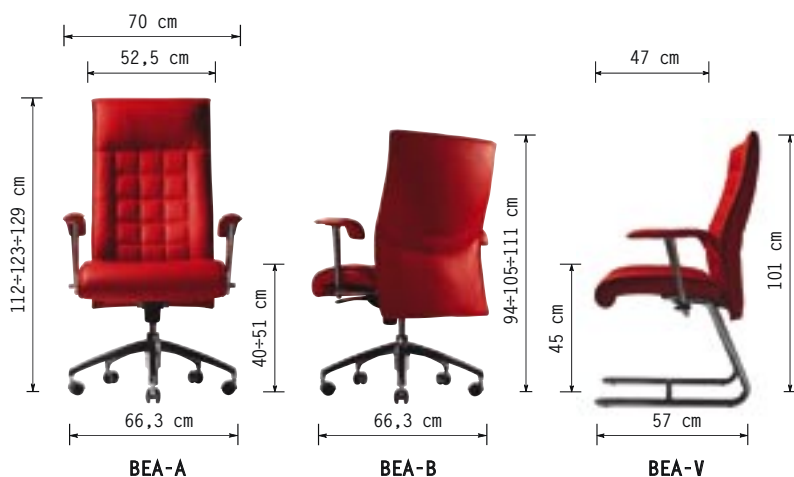 70 cm
52,5 cm
47 cm
112÷123÷129 cm
40÷51 cm
94÷105÷111 cm
45 cm
101 cm
66,3 cm
66,3 cm
57 cm
BEA-A
BEA-B
BEA-V